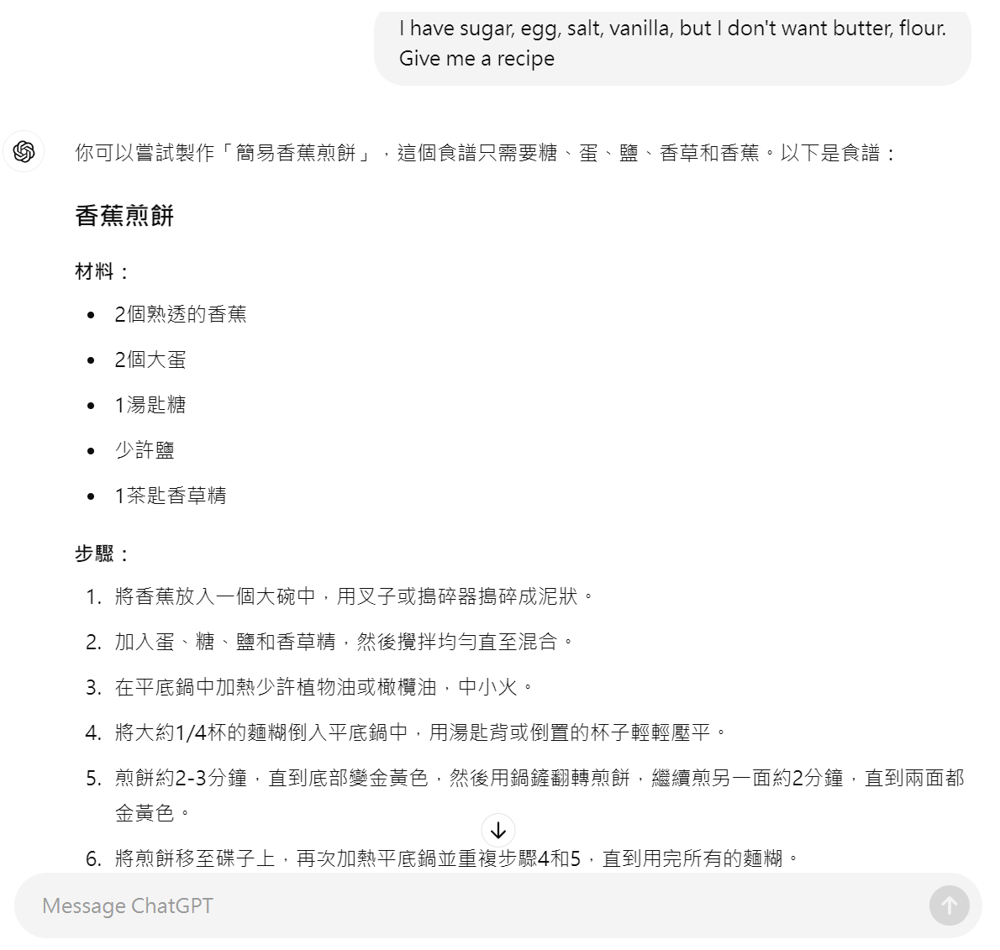 I have sugar, egg, salt, vanilla, but I don't want butter, flour.
Give me a recipe
你可以嘗試製作「簡易香蕉煎餅」，這個食譜只需要糖、蛋、鹽、香草和香蕉。以下是食譜：
香蕉煎餅
材料：
• 2個熟透的香蕉
• 2個大蛋
• 1湯匙糖
• 少許鹽
• 1茶匙香草精
步驟：
1. 將香蕉放入一個大碗中，用叉子或搗碎器搗碎成泥狀。
2. 加入蛋、糖、鹽和香草精，然後攪拌均勻直至混合。
3. 在平底鍋中加熱少許植物油或橄欖油，中小火。
4. 將大約1/4杯的麵糊倒入平底鍋中，用湯匙背或倒置的杯子輕輕壓平。
5. 煎餅約2-3分鐘，直到底部變金黃色，然後用鍋鏟翻轉煎餅，繼續煎另一面約2分鐘，直到兩面都
金黃色。
6. 將煎餅移至碟子上，再次加熱平底鍋並重複步驟4和5，直到用完所有的麵糊。
Message ChatGPT